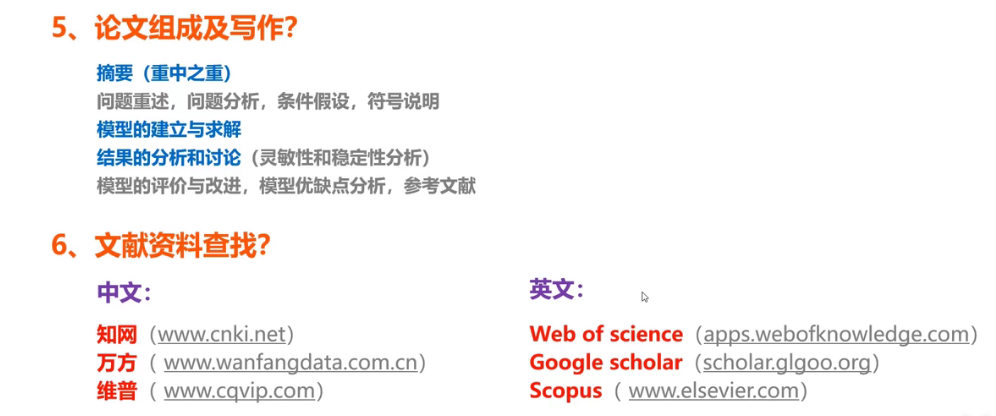 5、论文组成及写作？
摘要（重中之重）
问题重述，问题分析，条件假设，符号说明
模型的建立与求解
结果的分析和讨论（灵敏性和稳定性分析）
模型的评价与改进，模型优缺点分析，参考文献
6、文献资料查找？
中文：
知网（www.cnki.net）
万方（ www.wanfangdata.com.cn）
维普（ www.cqvip.com）
英文：
Web of science（apps.webofknowledge.com）
Google scholar（scholar.glgoo.org）
Scopus（ www.elsevier.com）